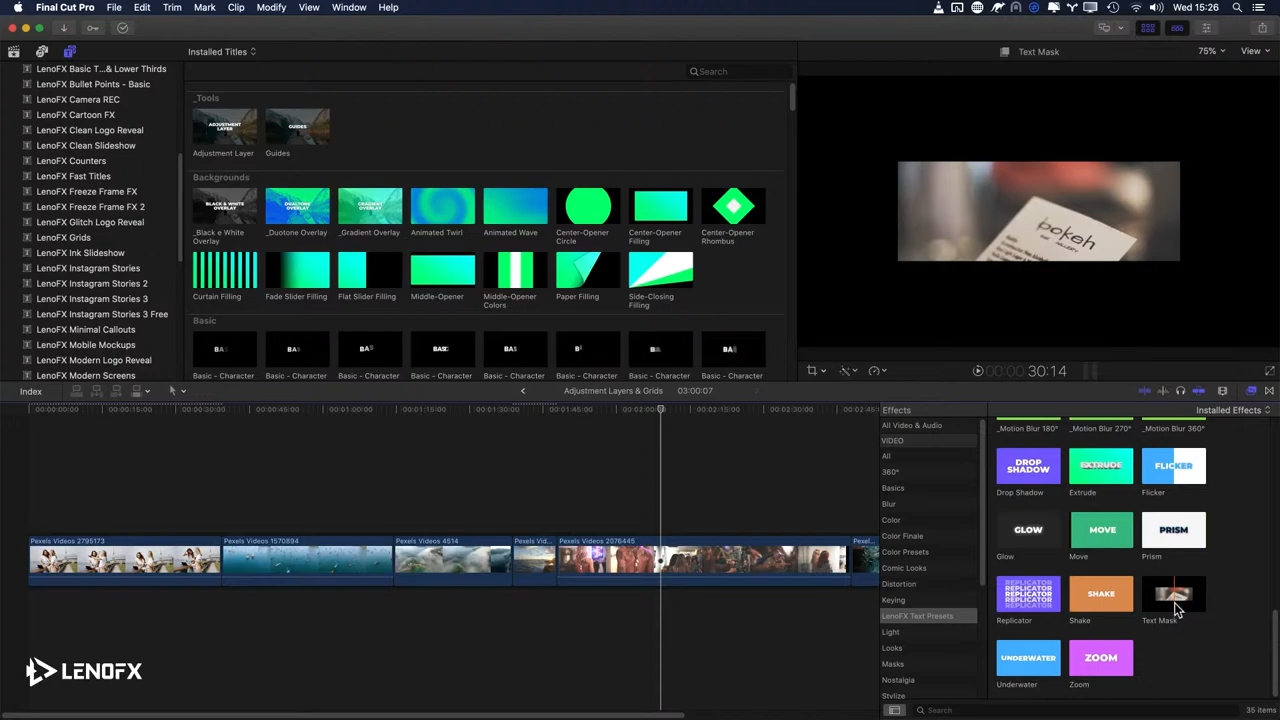 Final Cut Pro File Edit Trim Mark Clip Modify View Window Help Wed 15:26
Installed Titles Text Mask 75% View
LenoFX Basic T...& Lower Thirds
LenoFX Bullet Points - Basic
LenoFX Camera REC
LenoFX Cartoon FX
LenoFX Clean Logo Reveal
LenoFX Clean Slideshow
LenoFX Counters
LenoFX Fast Titles
LenoFX Freeze Frame FX
LenoFX Freeze Frame FX 2
LenoFX Glitch Logo Reveal
LenoFX Grids
LenoFX Ink Slideshow
LenoFX Instagram Stories
LenoFX Instagram Stories 2
LenoFX Instagram Stories 3
LenoFX Instagram Stories 3 Free
LenoFX Minimal Callouts
LenoFX Mobile Mockups
LenoFX Modern Logo Reveal
LenoFX Modern Screens
Search
_Tools
ADJUSTMENT LAYER
GUIDES
Adjustment Layer Guides
Backgrounds
BLACK & WHITE OVERLAY
DUALTONE OVERLAY
GRADIENT OVERLAY
_Black e White Overlay
_Duotone Overlay
_Gradient Overlay
Animated Twirl
Animated Wave
Center-Opener Circle
Center-Opener Filling
Center-Opener Rhombus
Curtain Filling
Fade Slider Filling
Flat Slider Filling
Middle-Opener
Middle-Opener Colors
Paper Filling
Side-Closing Filling
Basic
Basic - Character Basic - Character Basic - Character Basic - Character Basic - Character Basic - Character Basic - Character Basic - Character
pokeh
00:00:00 30:14
Index Adjustment Layers & Grids 03:00:07
00:00:00:00 00:00:15:00 00:00:30:00 00:00:45:00 00:01:00:00 00:01:15:00 00:01:30:00 00:01:45:00 00:02:00:00 00:02:15:00 00:02:30:00 00:02:45
Pexels Videos 2795173
Pexels Videos 1570894
Pexels Videos 4514
Pexels Vid...
Pexels Videos 2076445
Pexel...
LENOFX
Effects Installed Effects
All Video & Audio
VIDEO
All
360°
Basics
Blur
Color
Color Finale
Color Presets
Comic Looks
Distortion
Keying
LenoFX Text Presets
Light
Looks
Masks
Nostalgia
Stylize
_Motion Blur 180° _Motion Blur 270° _Motion Blur 360°
DROP SHADOW
EXTRUDE
FLICKER
Drop Shadow Extrude Flicker
GLOW MOVE PRISM
Glow Move Prism
REPLICATOR
REPLICATOR
REPLICATOR
REPLICATOR
SHAKE
Replicator Shake Text Mask
UNDERWATER ZOOM
Underwater Zoom
Search 35 items